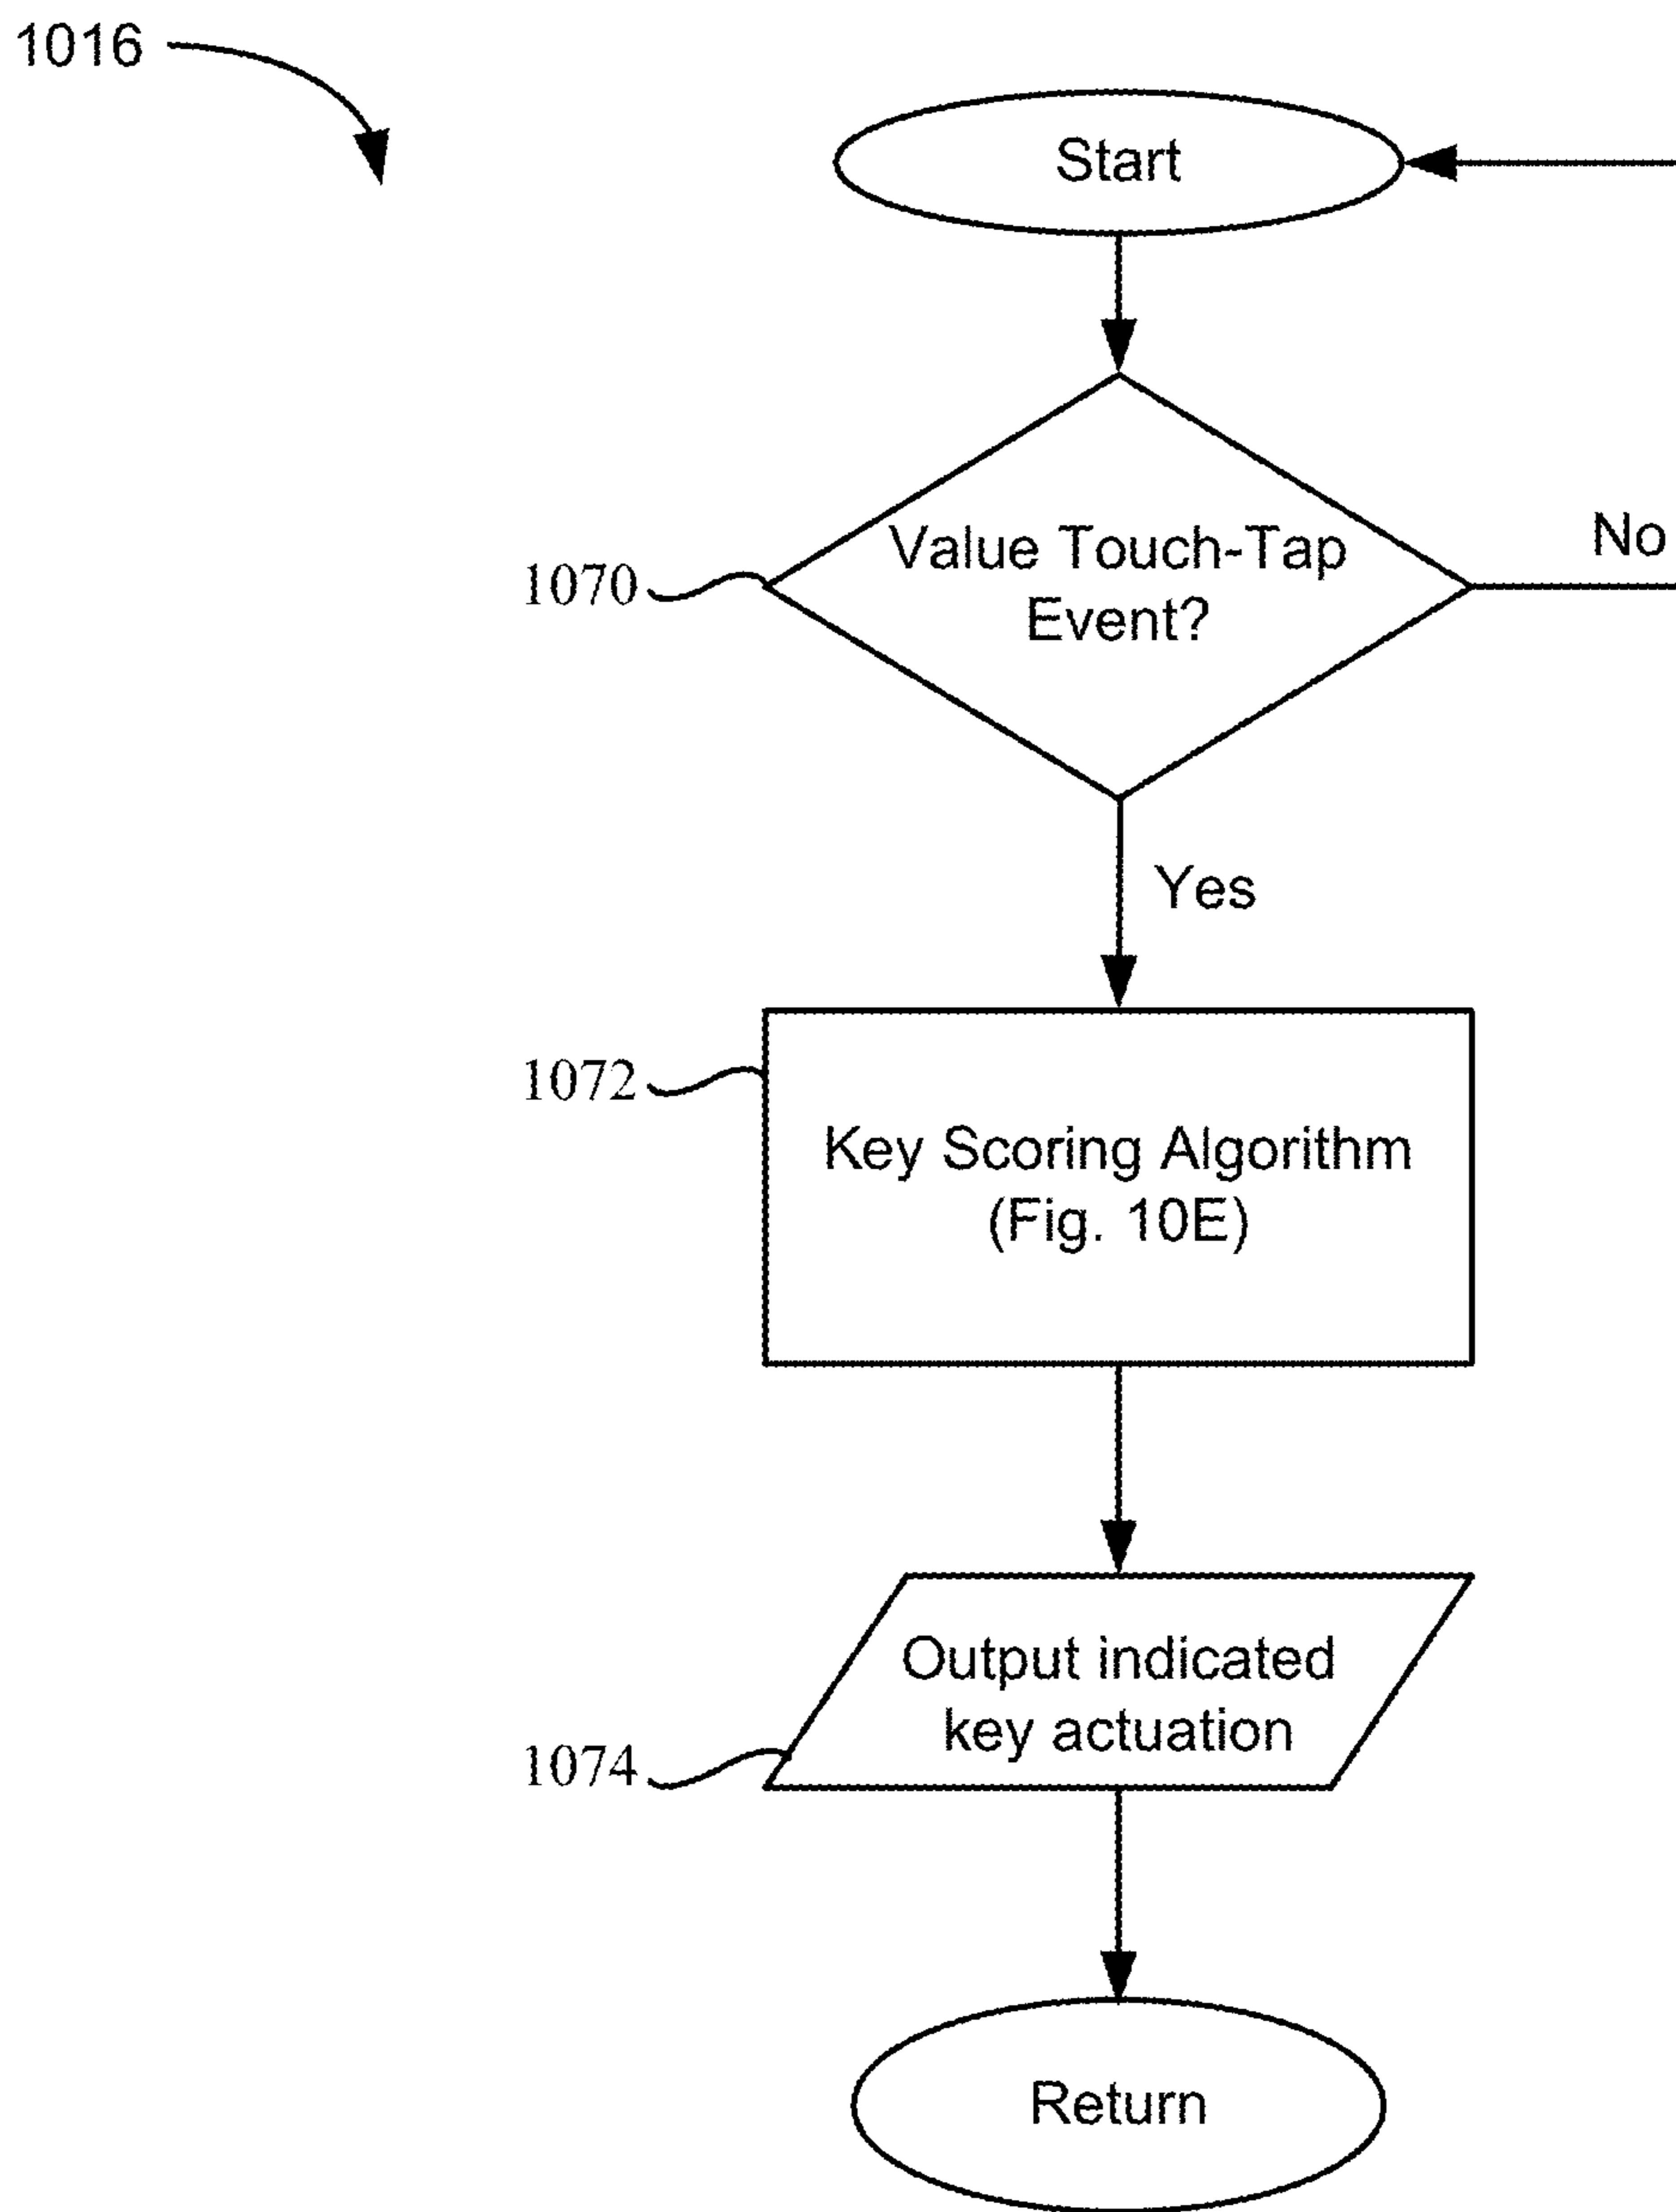 1016
Start
Value Touch-Tap
Event?
1070
No
Yes
1072
Key Scoring Algorithm
(Fig. 10E)
Output indicated
key actuation
1074
Return